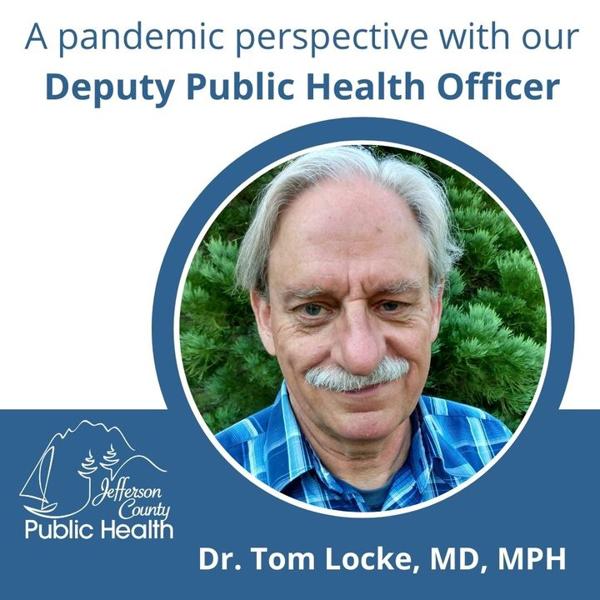 A pandemic perspective with our
Deputy Public Health Officer
Jefferson
County
Public Health
Dr. Tom Locke, MD, MPH